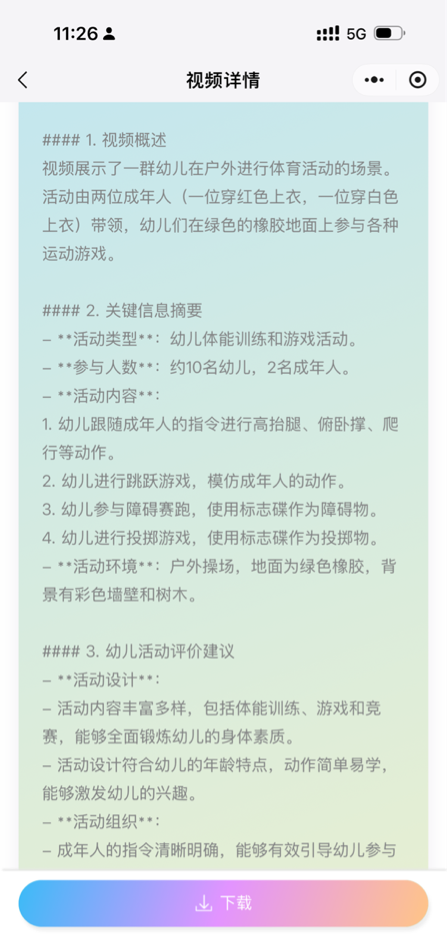 11:26
5G
视频详情
#### 1. 视频概述
视频展示了一群幼儿在户外进行体育活动的场景。
活动由两位成年人（一位穿红色上衣，一位穿白色
上衣）带领，幼儿们在绿色的橡胶地面上参与各种
运动游戏。
#### 2. 关键信息摘要
– **活动类型**：幼儿体能训练和游戏活动。
– **参与人数**：约10名幼儿，2名成年人。
– **活动内容**：
1. 幼儿跟随成年人的指令进行高抬腿、俯卧撑、爬
行等动作。
2. 幼儿进行跳跃游戏，模仿成年人的动作。
3. 幼儿参与障碍赛跑，使用标志碟作为障碍物。
4. 幼儿进行投掷游戏，使用标志碟作为投掷物。
– **活动环境**：户外操场，地面为绿色橡胶，背
景有彩色墙壁和树木。
#### 3. 幼儿活动评价建议
– **活动设计**：
– 活动内容丰富多样，包括体能训练、游戏和竞
赛，能够全面锻炼幼儿的身体素质。
– 活动设计符合幼儿的年龄特点，动作简单易学，
能够激发幼儿的兴趣。
– **活动组织**：
– 成年人的指令清晰明确，能够有效引导幼儿参与
下载